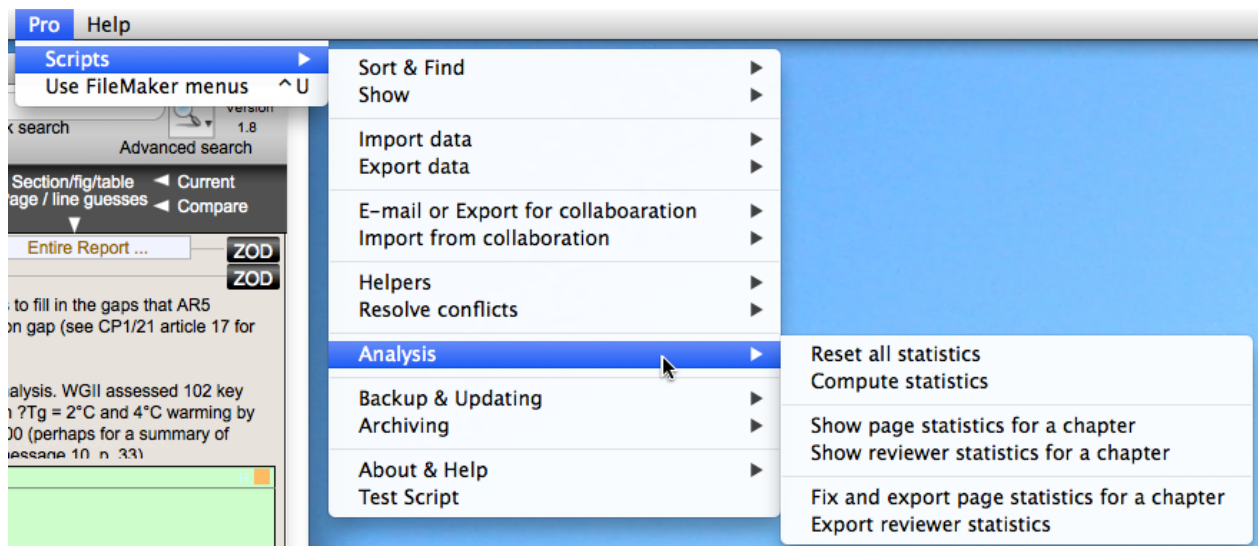 Pro Help
Scripts
Use FileMaker menus ^U
search
Version
1.8
Advanced search
Section/fig/table ◀ Current
age / line guesses ◀ Compare
Entire Report ...
ZOD
ZOD
to fill in the gaps that AR5
on gap (see CP1/21 article 17 for
alysis. WGII assessed 102 key
?Tg = 2°C and 4°C warming by
00 (perhaps for a summary of
essage 10, p. 33)
Sort & Find
Show
Import data
Export data
E-mail or Export for collaboaration
Import from collaboration
Helpers
Resolve conflicts
Analysis
Backup & Updating
Archiving
About & Help
Test Script
Reset all statistics
Compute statistics
Show page statistics for a chapter
Show reviewer statistics for a chapter
Fix and export page statistics for a chapter
Export reviewer statistics